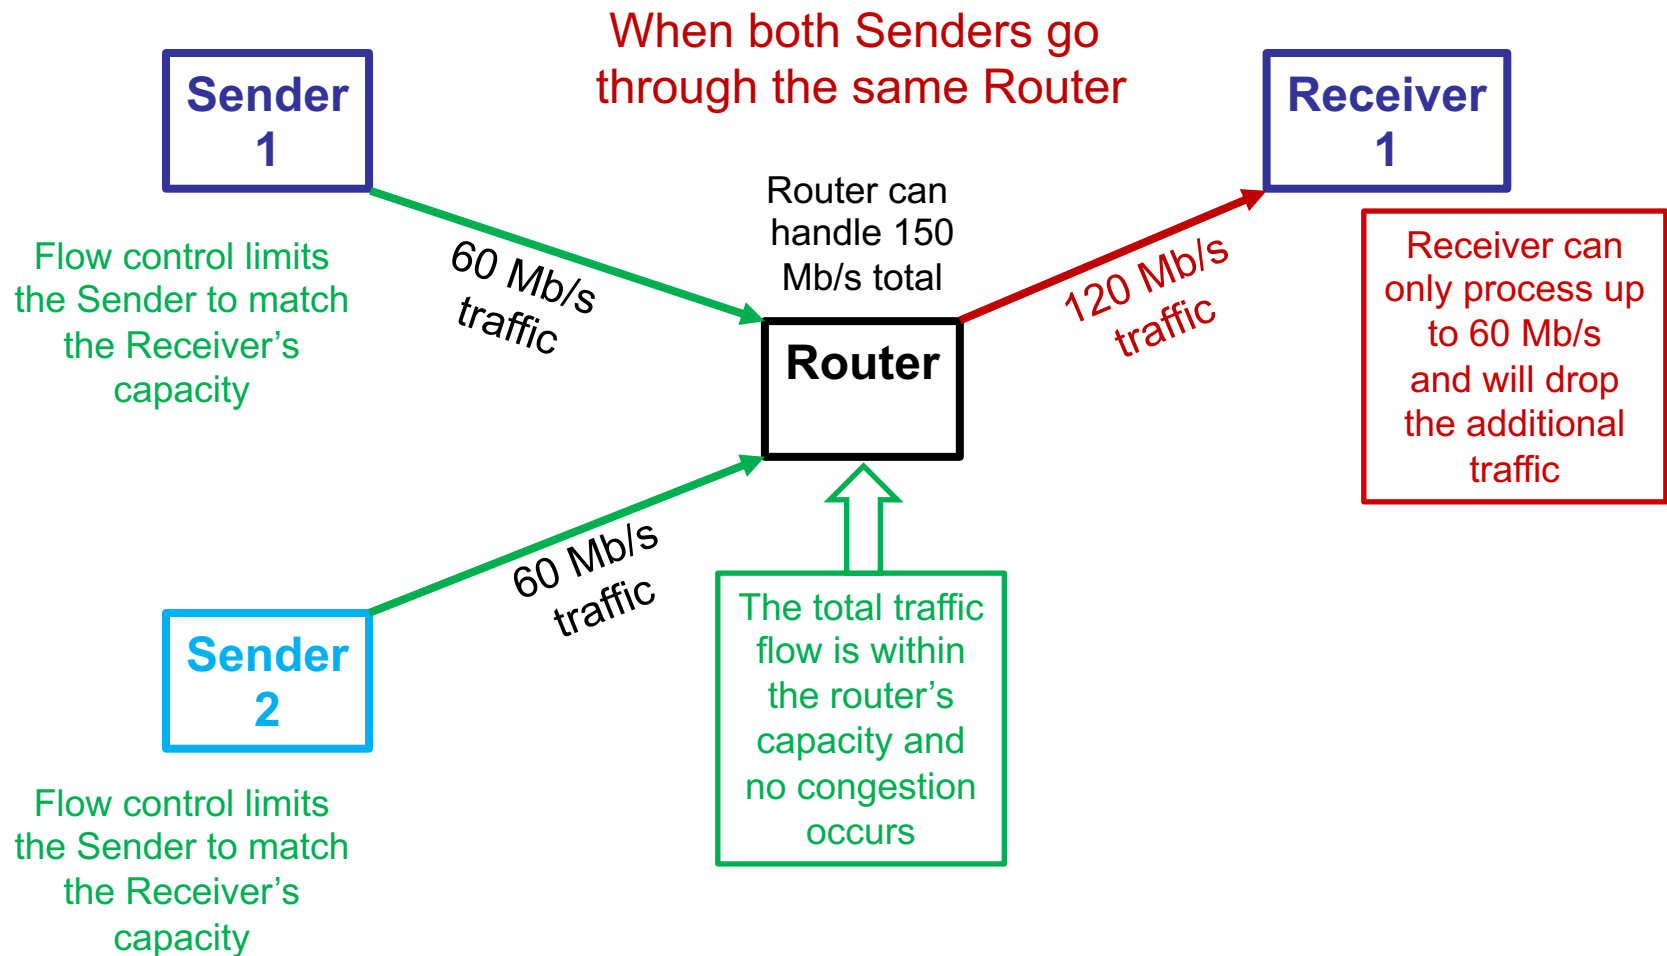 When both Senders go
through the same Router
Sender
1
Receiver
1
Router can
handle 150
Mb/s total
Flow control limits
the Sender to match
the Receiver's
capacity
60 Mb/s
traffic
120 Mb/s
traffic
Receiver can
only process up
to 60 Mb/s
and will drop
the additional
traffic
Router
60 Mb/s
traffic
Sender
2
The total traffic
flow is within
the router's
capacity and
no congestion
occurs
Flow control limits
the Sender to match
the Receiver's
capacity